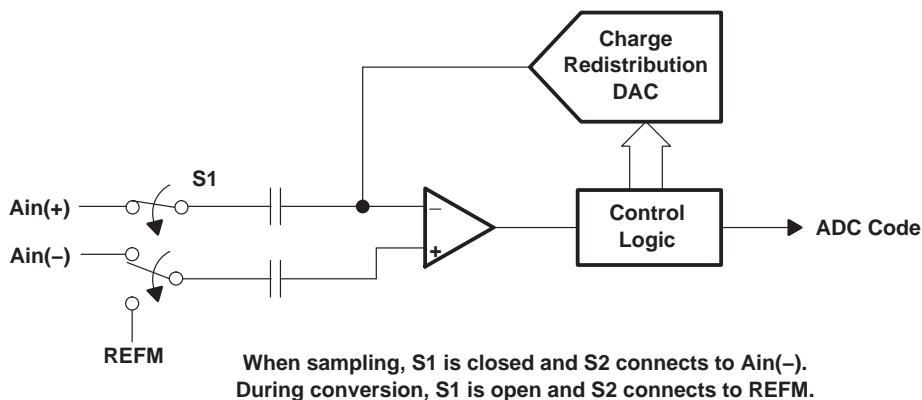 Charge
Redistribution
DAC
S1
Ain(+)
−
Control
Logic
ADC Code
Ain(−)
+
REFM
When sampling, S1 is closed and S2 connects to Ain(−).
During conversion, S1 is open and S2 connects to REFM.